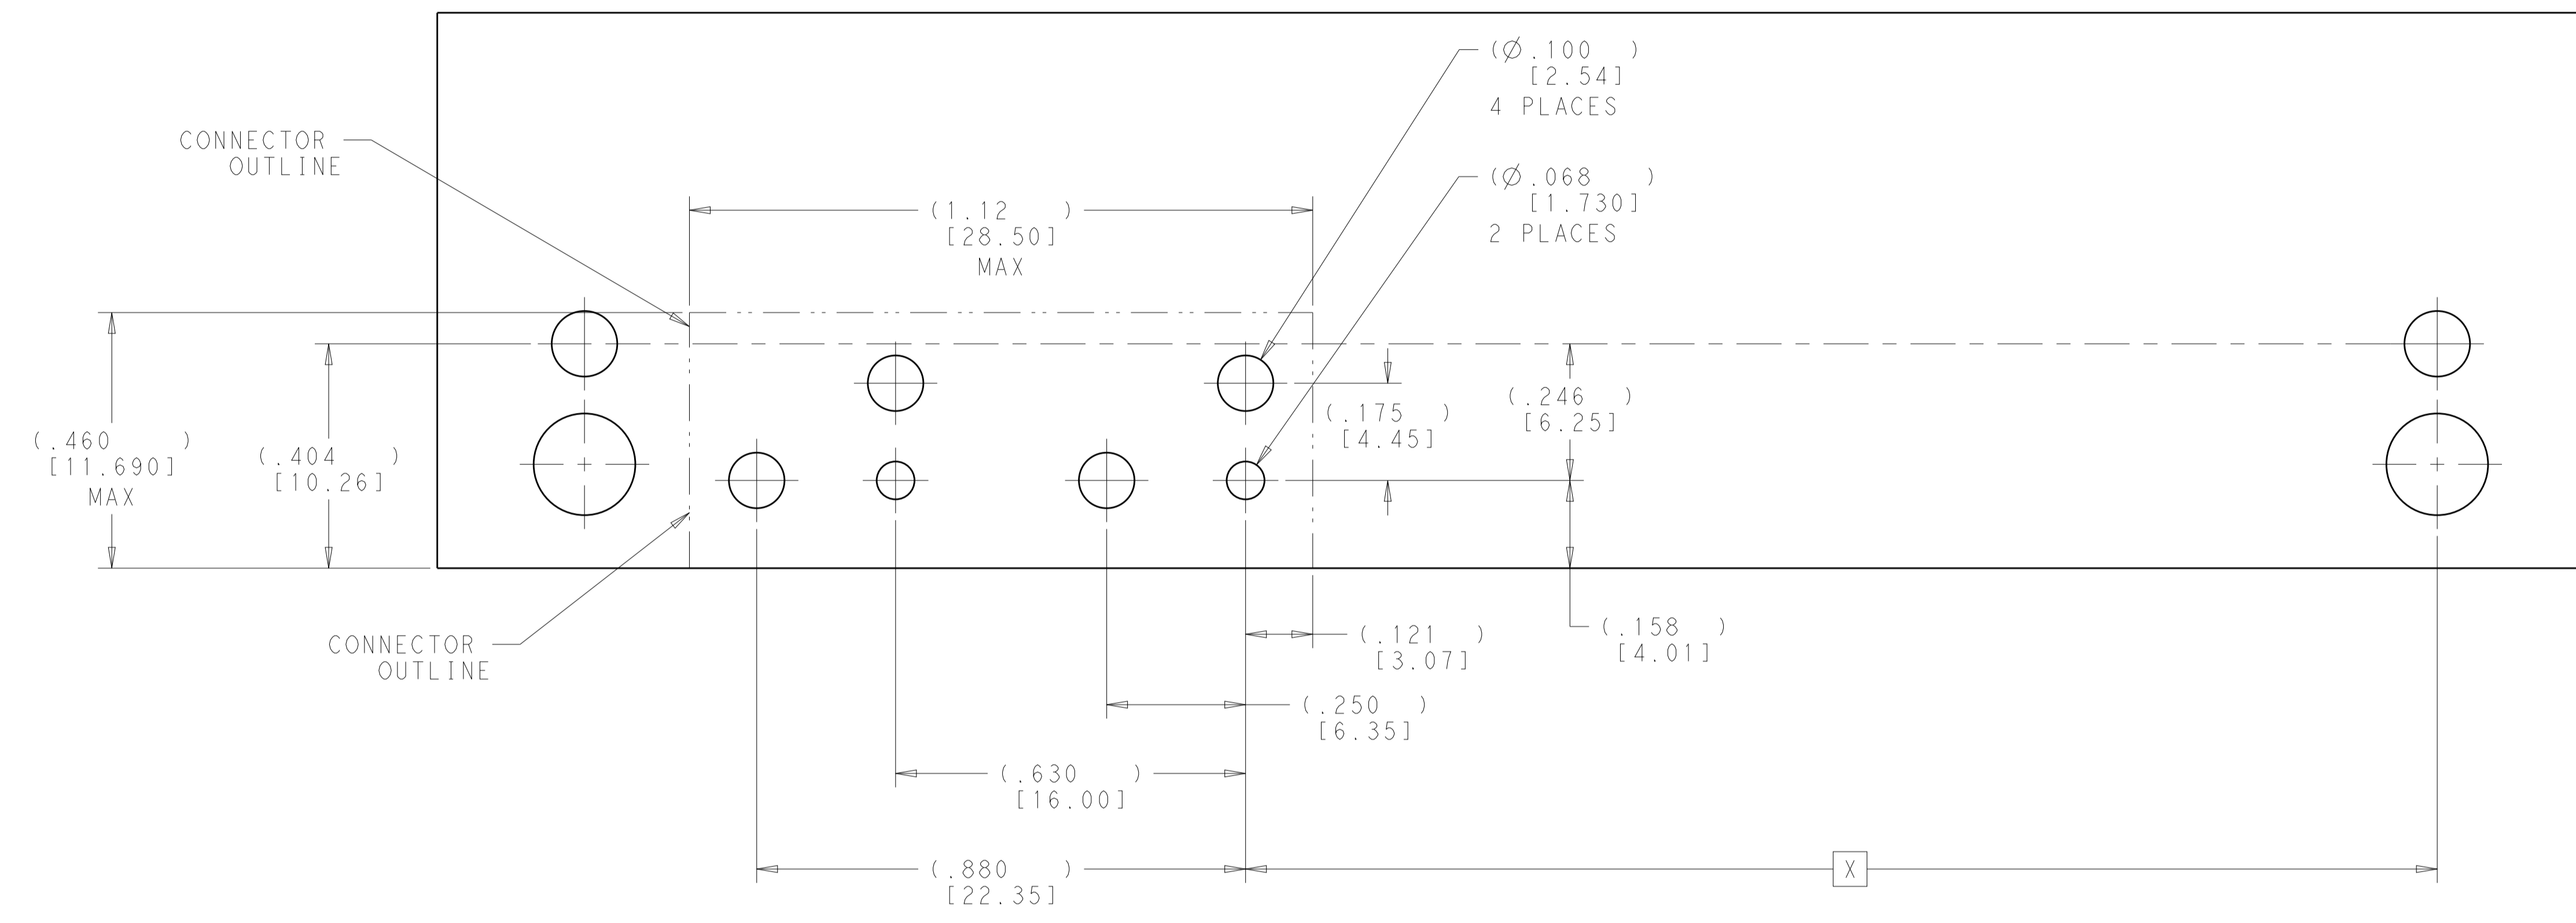 (⌀.100 )
[2.54]
4 PLACES
CONNECTOR
OUTLINE
(⌀.068 )
[1.730]
2 PLACES
(1.12 )
[28.50]
MAX
(.460 )
[11.690]
MAX
(.404 )
[10.26]
(.175 )
[4.45]
(.246 )
[6.25]
CONNECTOR
OUTLINE
(.121 )
[3.07]
(.158 )
[4.01]
(.250 )
[6.35]
(.630 )
[16.00]
(.880 )
[22.35]
X